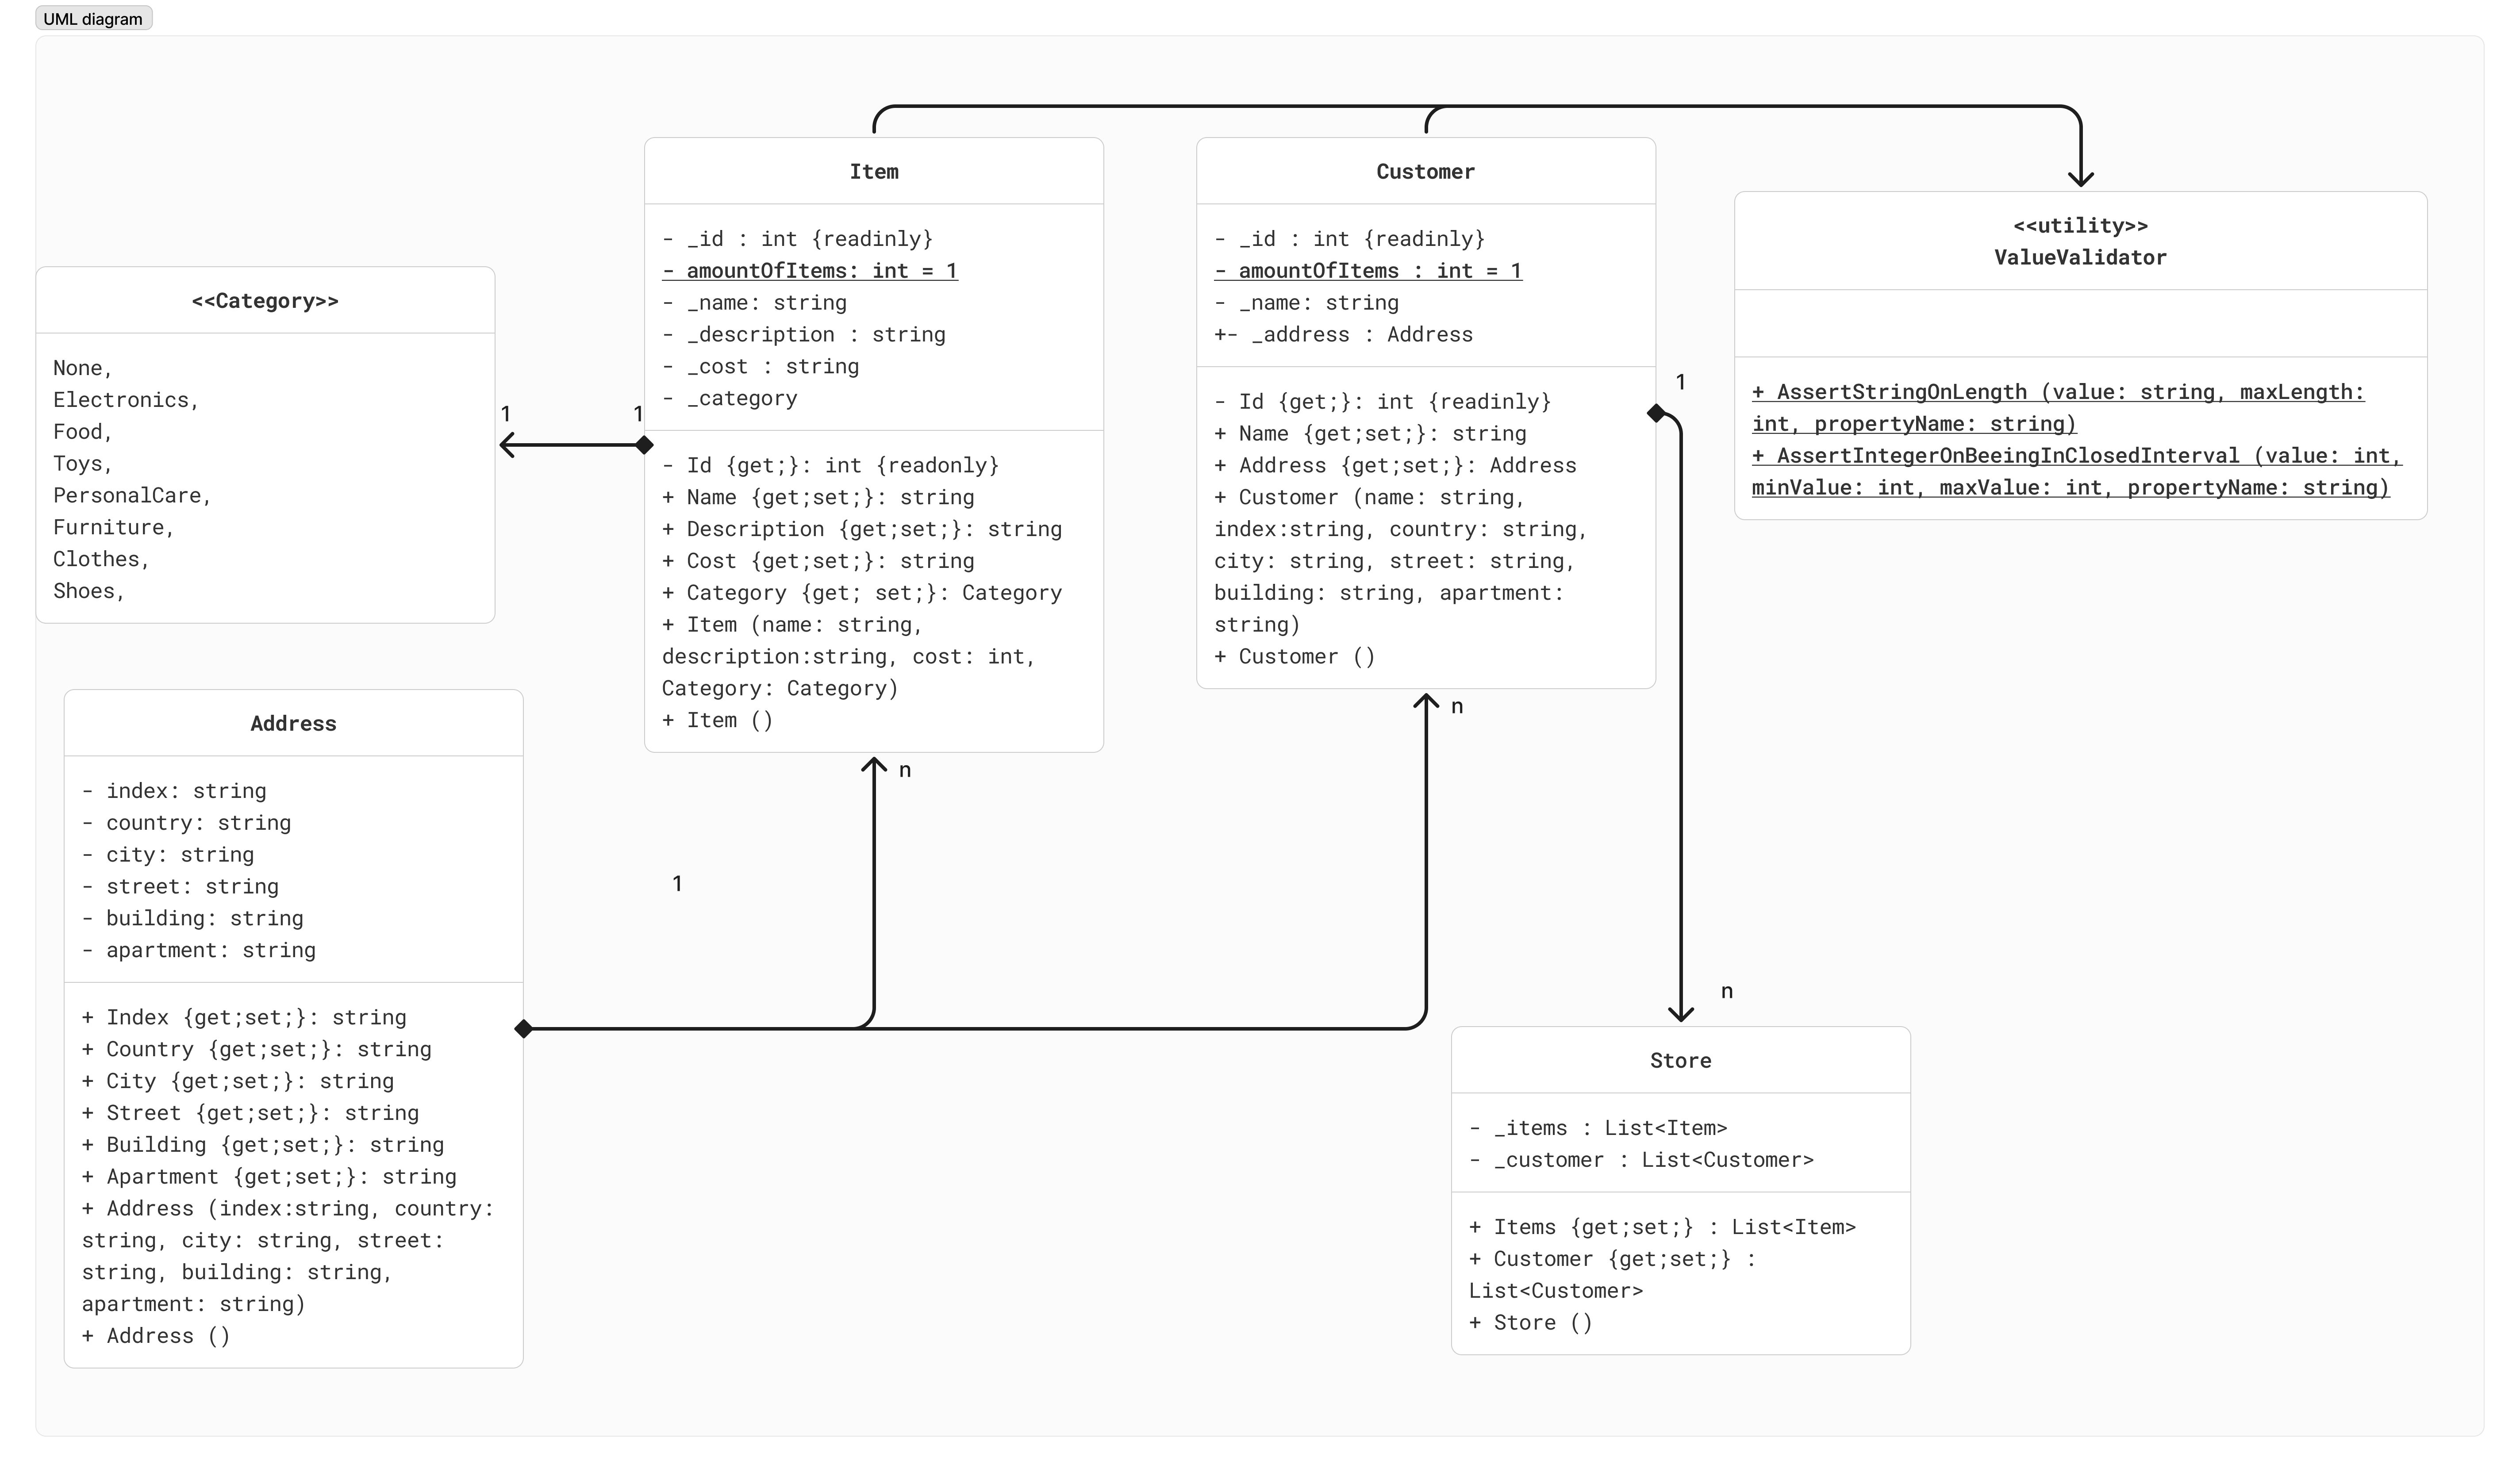 UML diagram
<<Category>>
None,
Electronics,
Food,
Toys,
PersonalCare,
Furniture,
Clothes,
Shoes,
1
1
Item
- _id : int {readinly}
- amountOfItems: int = 1
- _name: string
- _description : string
- _cost : string
- _category
- Id {get;}: int {readonly}
+ Name {get;set;}: string
+ Description {get;set;}: string
+ Cost {get;set;}: string
+ Category {get; set;}: Category
+ Item (name: string,
description:string, cost: int,
Category: Category)
+ Item ()
n
Customer
- _id : int {readinly}
- amountOfItems : int = 1
- _name: string
+- _address : Address
- Id {get;}: int {readinly}
+ Name {get;set;}: string
+ Address {get;set;}: Address
+ Customer (name: string,
index:string, country: string,
city: string, street: string,
building: string, apartment:
string)
+ Customer ()
1
n
<<utility>>
ValueValidator
+ AssertStringOnLength (value: string, maxLength:
int, propertyName: string)
+ AssertIntegerOnBeeingInClosedInterval (value: int,
minValue: int, maxValue: int, propertyName: string)
Address
- index: string
- country: string
- city: string
- street: string
- building: string
- apartment: string
+ Index {get;set;}: string
+ Country {get;set;}: string
+ City {get;set;}: string
+ Street {get;set;}: string
+ Building {get;set;}: string
+ Apartment {get;set;}: string
+ Address (index:string, country:
string, city: string, street:
string, building: string,
apartment: string)
+ Address ()
1
n
Store
- _items : List<Item>
- _customer : List<Customer>
+ Items {get;set;} : List<Item>
+ Customer {get;set;} :
List<Customer>
+ Store ()